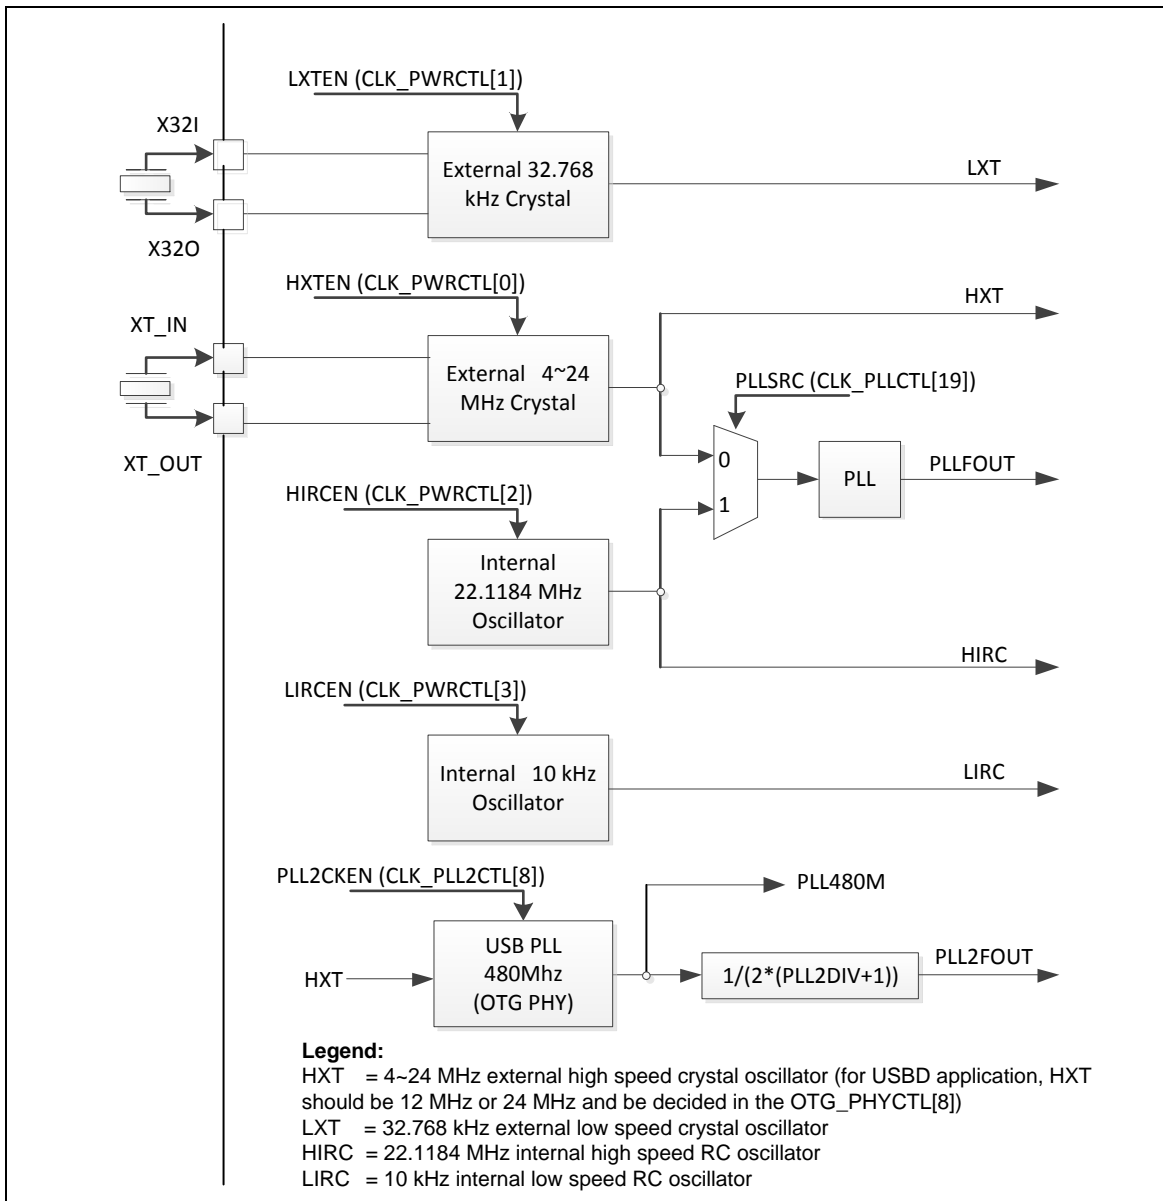 LXTEN (CLK_PWRCTL[1])
X32I
External 32.768
kHz Crystal
LXT
X32O
HXTEN (CLK_PWRCTL[0])
HXT
XT_IN
External 4~24
MHz Crystal
PLLSRC (CLK_PLLCTL[19])
XT_OUT
0
1
PLL
PLLFOUT
HIRCEN (CLK_PWRCTL[2])
Internal
22.1184 MHz
Oscillator
HIRC
LIRCEN (CLK_PWRCTL[3])
Internal 10 kHz
Oscillator
LIRC
PLL2CKEN (CLK_PLL2CTL[8])
PLL480M
HXT
USB PLL
480Mhz
(OTG PHY)
1/(2*(PLL2DIV+1))
PLL2FOUT
Legend:
HXT = 4~24 MHz external high speed crystal oscillator (for USBD application, HXT
should be 12 MHz or 24 MHz and be decided in the OTG_PHYCTL[8])
LXT = 32.768 kHz external low speed crystal oscillator
HIRC = 22.1184 MHz internal high speed RC oscillator
LIRC = 10 kHz internal low speed RC oscillator